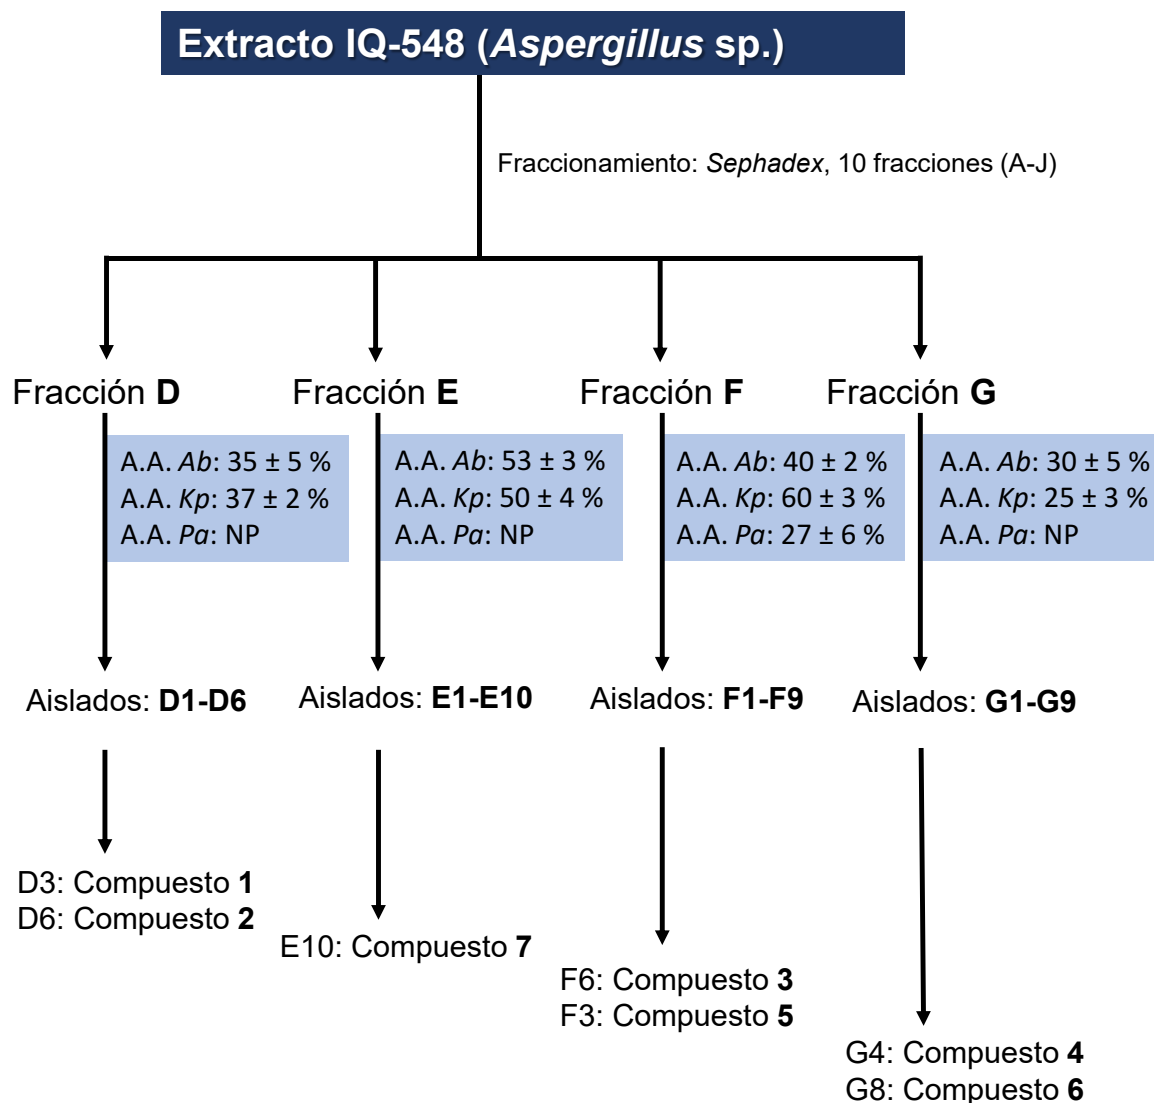 Extracto IQ-548 (Aspergillus sp.)
Fraccionamiento: Sephadex, 10 fracciones (A-J)
Fracción D
Fracción E
Fracción F
Fracción G
A.A. Ab: 35 ± 5 %
A.A. Kp: 37 ± 2 %
A.A. Pa: NP
A.A. Ab: 53 ± 3 %
A.A. Kp: 50 ± 4 %
A.A. Pa: NP
A.A. Ab: 40 ± 2 %
A.A. Kp: 60 ± 3 %
A.A. Pa: 27 ± 6 %
A.A. Ab: 30 ± 5 %
A.A. Kp: 25 ± 3 %
A.A. Pa: NP
Aislados: D1-D6
Aislados: E1-E10
Aislados: F1-F9
Aislados: G1-G9
D3: Compuesto 1
D6: Compuesto 2
E10: Compuesto 7
F6: Compuesto 3
F3: Compuesto 5
G4: Compuesto 4
G8: Compuesto 6